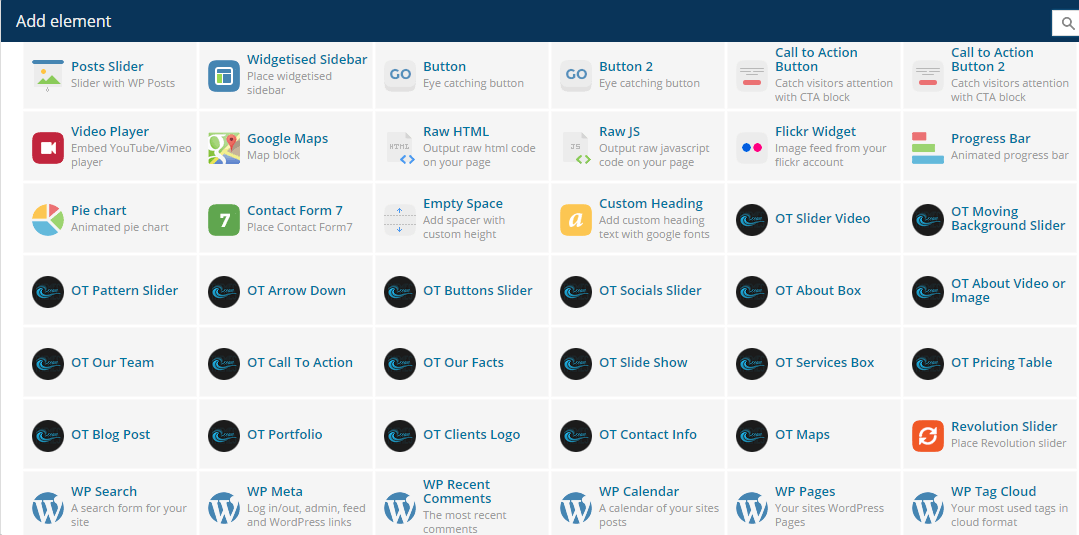 Add element
Posts Slider
Slider with WP Posts
Widgetised Sidebar
Place widgetised
sidebar
GO
Button
Eye catching button
GO
Button 2
Eye catching button
Call to Action
Button
Catch visitors attention
with CTA block
Call to Action
Button 2
Catch visitors attention
with CTA block
Video Player
Embed YouTube/Vimeo
player
Google Maps
Map block
HTML
Raw HTML
Output raw html code
on your page
JS
Raw JS
Output raw javascript
code on your page
Flickr Widget
Image feed from your
flickr account
Progress Bar
Animated progress bar
Pie chart
Animated pie chart
7
Contact Form 7
Place Contact Form7
Empty Space
Add spacer with
custom height
a
Custom Heading
Add custom heading
text with google fonts
OT Slider Video
OT Moving
Background Slider
OT Pattern Slider
OT Arrow Down
OT Buttons Slider
OT Socials Slider
OT About Box
OT About Video or
Image
OT Our Team
OT Call To Action
OT Our Facts
OT Slide Show
OT Services Box
OT Pricing Table
OT Blog Post
OT Portfolio
OT Clients Logo
OT Contact Info
OT Maps
Revolution Slider
Place Revolution slider
WP Search
A search form for your
site
WP Meta
Log in/out, admin, feed
and WordPress links
WP Recent
Comments
The most recent
comments
WP Calendar
A calendar of your sites
posts
WP Pages
Your sites WordPress
Pages
WP Tag Cloud
Your most used tags in
cloud format